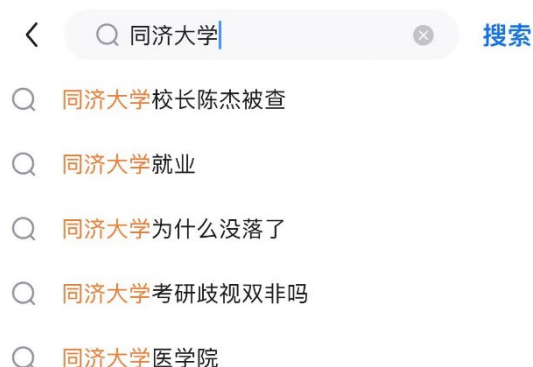 同济大学 搜索
同济大学校长陈杰被查
同济大学就业
同济大学为什么没落了
同济大学考研歧视双非吗
同济大学医学院